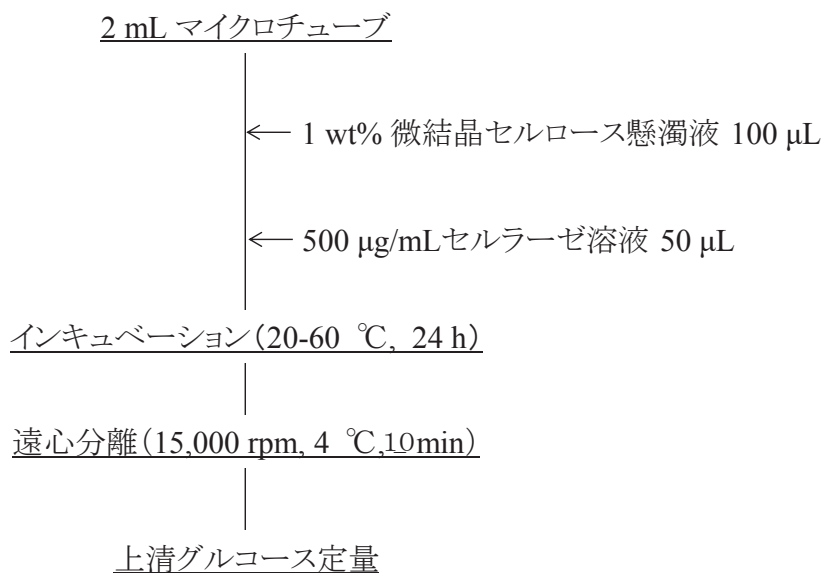 2 mL マイクロチューブ
1 wt% 微結晶セルロース懸濁液 100 μL
500 μg/mLセルラーゼ溶液 50 μL
インキュベーション(20-60 ℃, 24 h)
遠心分離(15,000 rpm, 4 ℃,10min)
上清グルコース定量